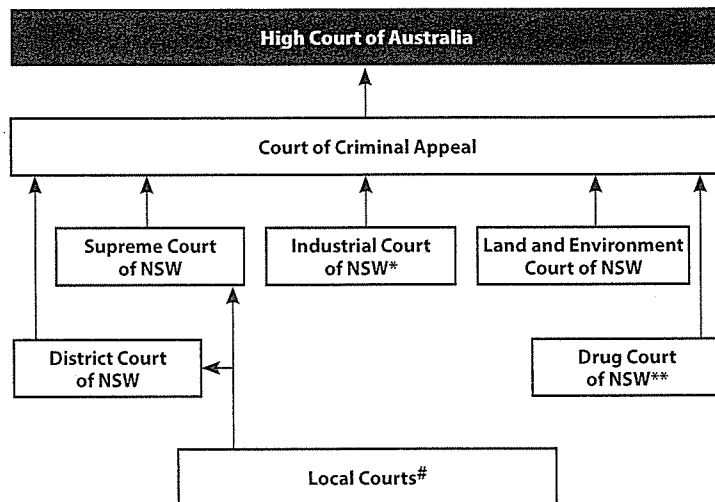 High Court of Australia
Court of Criminal Appeal
Supreme Court
of NSW
Industrial Court
of NSW*
Land and Environment
Court of NSW
District Court
of NSW
Drug Court
of NSW**
Local Courts#